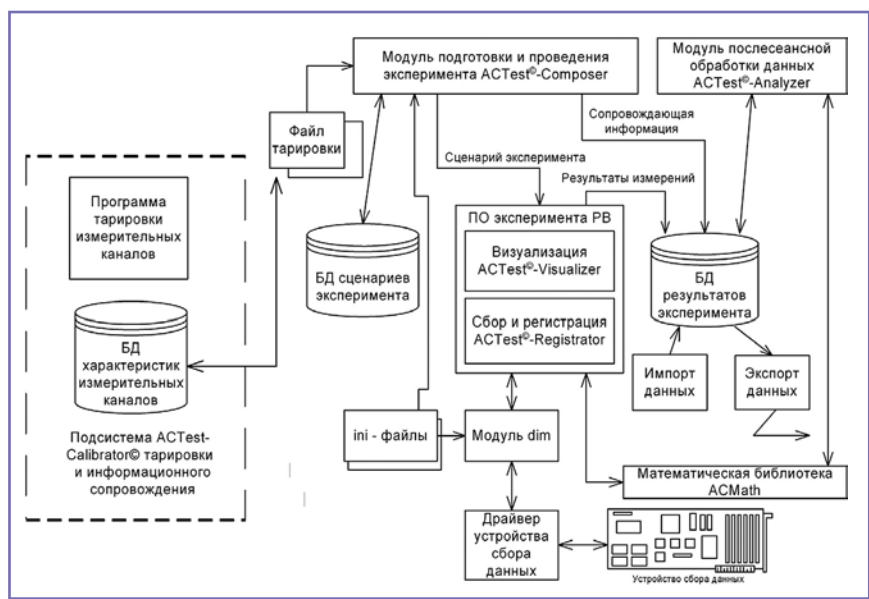 Модуль подготовки и проведения
эксперимента ACTest©-Composer
Модуль послесеансной
обработки данных
ACTest©-Analyzer
Файл
тарировки
Сопровождающая
информация
Сценарий эксперимента
Результаты измерений
Программа
тарировки
измерительных
каналов
БД сценариев
эксперимента
ПО эксперимента РВ
Визуализация
ACTest©-Visualizer
Сбор и регистрация
ACTest©-Registrator
БД
результатов
эксперимента
БД
характеристик
измерительных
каналов
Импорт
данных
Экспорт
данных
Подсистема ACTest-
Calibrator© тарировки
и информационного
сопровождения
ini - файлы
Модуль dim
Математическая библиотека
ACMath
Драйвер
устройства
сбора
данных
Устройство сбора данных